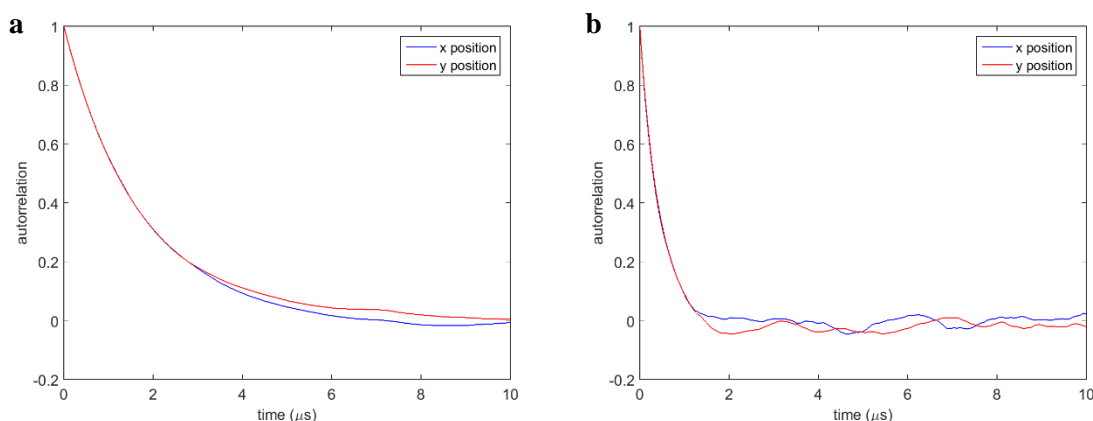 a
1
0.8
0.6
0.4
0.2
0
-0.2
autorrelation
0 2 4 6 8 10
time (μs)
x position
y position
b
1
0.8
0.6
0.4
0.2
0
-0.2
autorrelation
0 2 4 6 8 10
time (μs)
x position
y position